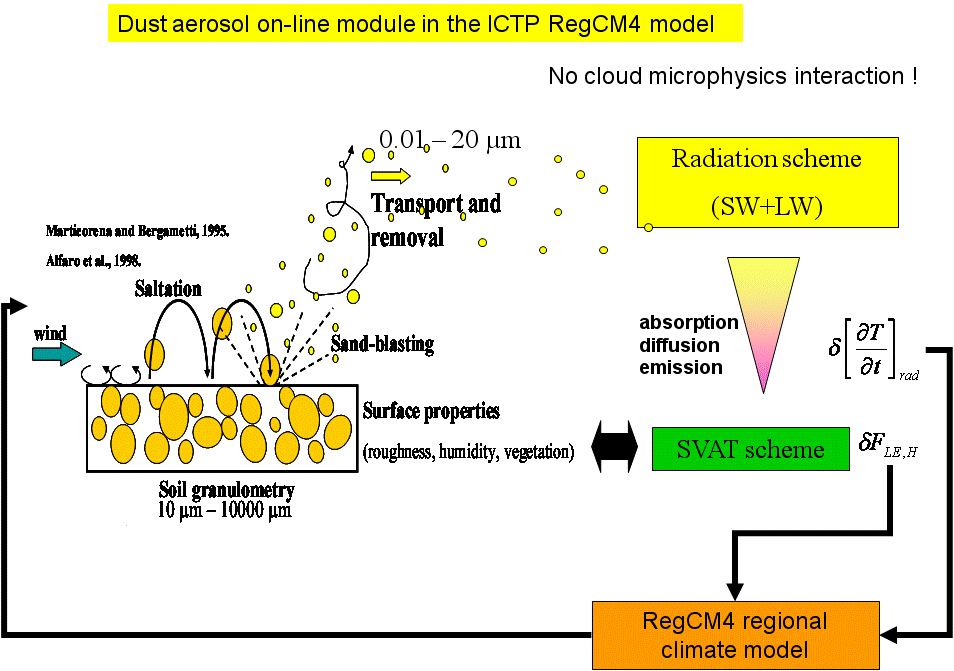 Dust aerosol on-line module in the ICTP RegCM4 model
No cloud microphysics interaction !
0.01 – 20 μm
Radiation scheme
(SW+LW)
Transport and
removal
Marticorena and Bergametti, 1995.
Alfaro et al., 1998.
Saltation
wind
Sand-blasting
absorption
diffusion
emission
δ[∂T/∂t]rad
Surface properties
(roughness, humidity, vegetation)
SVAT scheme
δF LE,H
Soil granulometry
10 μm – 10000 μm
RegCM4 regional
climate model